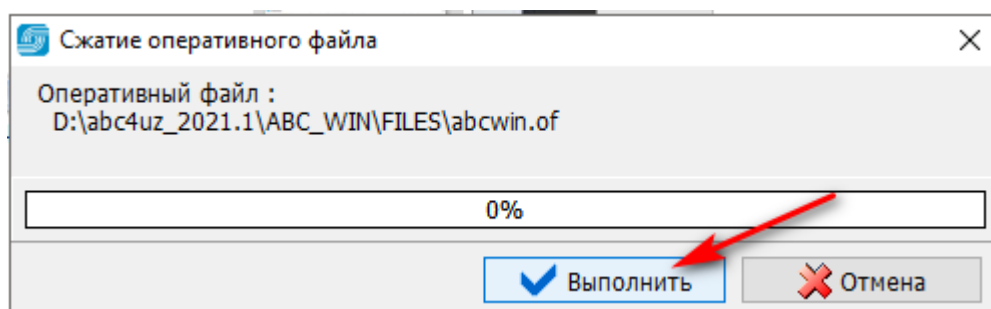 Сжатие оперативного файла
Оперативный файл :
D:\abc4uz_2021.1\ABC_WIN\FILES\abcwin.of
0%
Выполнить
Отмена